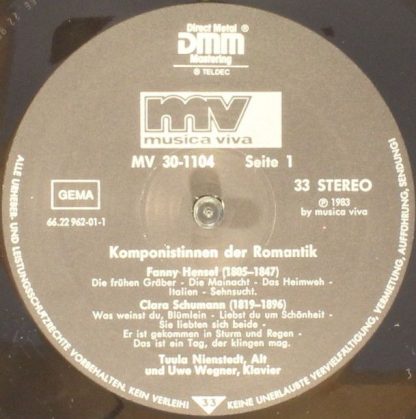 Direct Metal ®
DMM
Mastering
© TELDEC
mv
musica viva
MV 30-1104 Seite 1
GEMA
66.22 962-01-1
33 STEREO
Ⓟ 1983
by musica viva
Komponistinnen der Romantik
Fanny Hensel (1805–1847)
Die frühen Gräber - Die Mainacht - Das Heimweh -
Italien - Sehnsucht.
Clara Schumann (1819–1896)
Was weinst du, Blümlein - Liebst du um Schönheit -
Sie liebten sich beide -
Er ist gekommen in Sturm und Regen -
Das ist ein Tag, der klingen mag.
Tuula Nienstedt, Alt
und Uwe Wegner, Klavier
ALLE URHEBER- UND LEISTUNGSSCHUTZRECHTE VORBEHALTEN. KEIN VERLEIH!
33
KEINE UNERLAUBTE VERVIELFÄLTIGUNG, VERMIETUNG, AUFFÜHRUNG, SENDUNG!